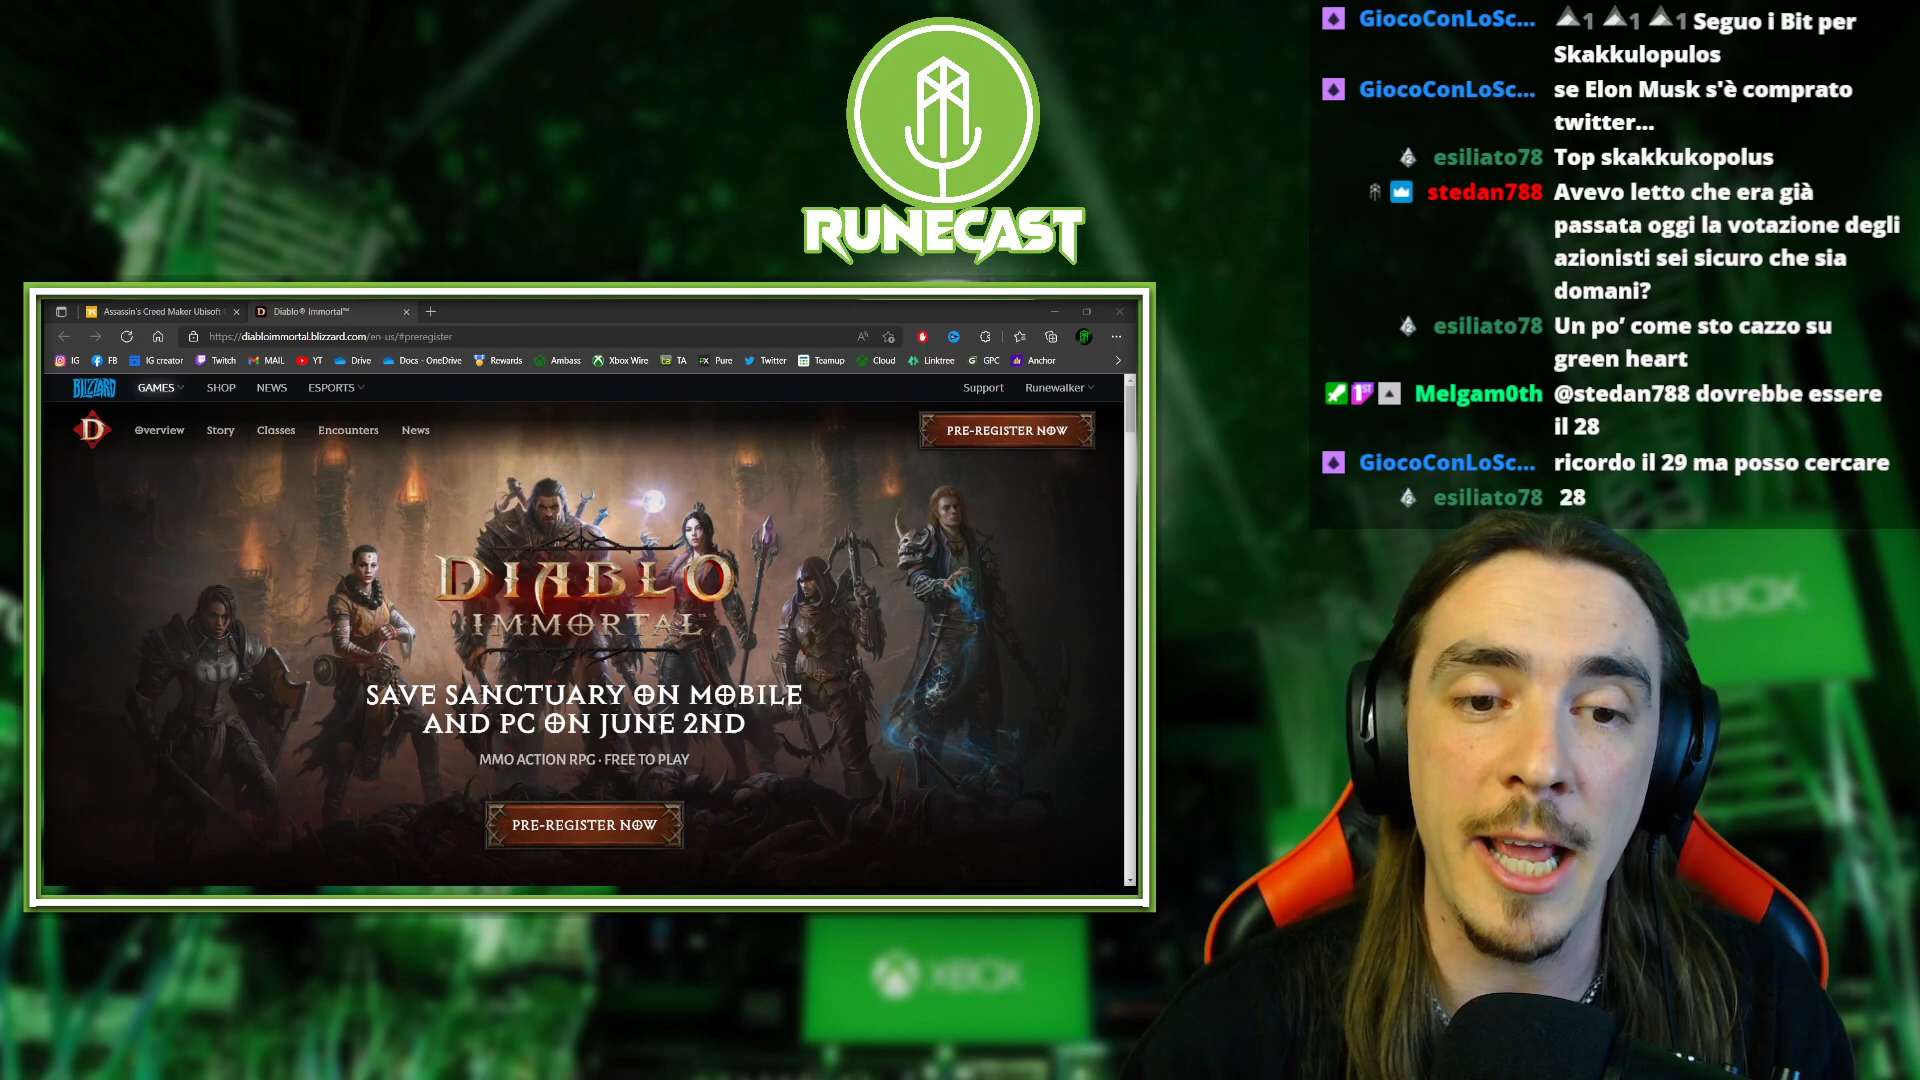 RUNECAST
Assassin's Creed Maker Ubisoft
Diablo® Immortal™
https://diabloimmortal.blizzard.com/en-us/#preregister
IG
FB
IG creator
Twitch
MAIL
YT
Drive
Docs - OneDrive
Rewards
Ambass
Xbox Wire
TA
Pure
Twitter
Teamup
Cloud
Linktree
GPC
Anchor
BLIZZARD
GAMES
SHOP
NEWS
ESPORTS
Support
Runewalker
D
Overview
Story
Classes
Encounters
News
PRE-REGISTER NOW
DIABLO
IMMORTAL
SAVE SANCTUARY ON MOBILE
AND PC ON JUNE 2ND
MMO ACTION RPG · FREE TO PLAY
PRE-REGISTER NOW
GiocoConLoSc... 1 1 1 Seguo i Bit per
Skakkulopulos
GiocoConLoSc... se Elon Musk s'è comprato
twitter...
2 esiliato78 Top skakkukopolus
stedan788 Avevo letto che era già
passata oggi la votazione degli
azionisti sei sicuro che sia
domani?
2 esiliato78 Un po’ come sto cazzo su
green heart
1ST Melgam0th @stedan788 dovrebbe essere
il 28
GiocoConLoSc... ricordo il 29 ma posso cercare
2 esiliato78 28
XBOX
XBOX